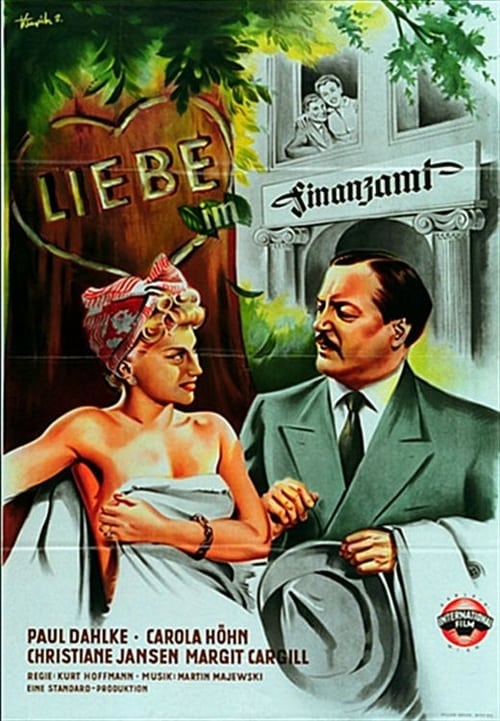 LIEBE
im
Finanzamt
PAUL DAHLKE · CAROLA HÖHN
CHRISTIANE JANSEN MARGIT CARGILL
REGIE: KURT HOFFMANN · MUSIK: MARTIN MAJEWSKI
EINE STANDARD-PRODUKTION
INTERNATIONAL
FILM
WIEN